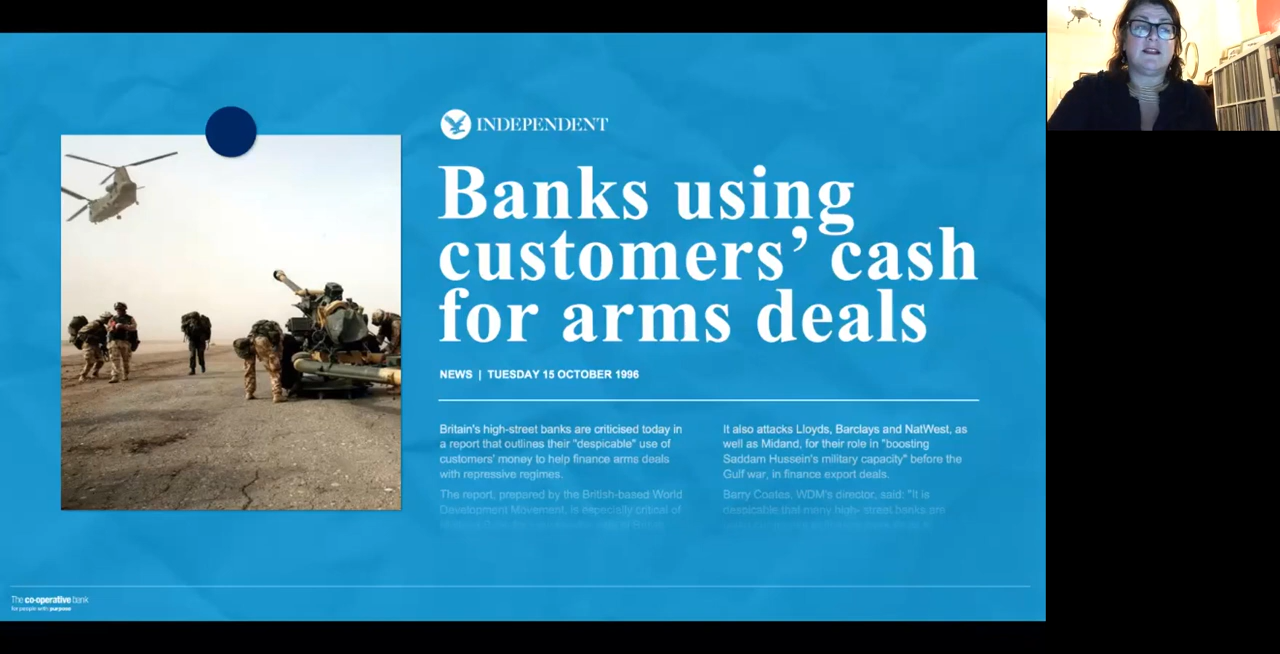 INDEPENDENT
Banks using
customers’ cash
for arms deals
NEWS | TUESDAY 15 OCTOBER 1996
Britain's high-street banks are criticised today in
a report that outlines their "despicable" use of
customers' money to help finance arms deals
with repressive regimes.
The report, prepared by the British-based World
Development Movement, is especially critical of
It also attacks Lloyds, Barclays and NatWest, as
well as Midand, for their role in "boosting
Saddam Hussein's military capacity" before the
Gulf war, in finance export deals.
Barry Coates, WDM's director, said: "It is
despicable that many high- street banks are
The co-operative bank
for people with purpose